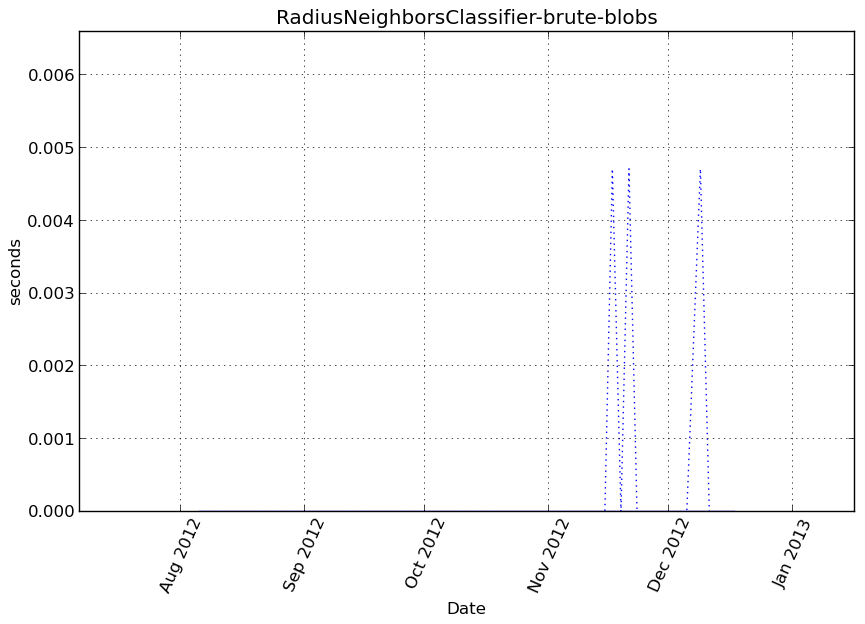 RadiusNeighborsClassifier-brute-blobs
0.006
0.005
0.004
0.003
0.002
0.001
0.000
seconds
Aug 2012
Sep 2012
Oct 2012
Nov 2012
Dec 2012
Jan 2013
Date